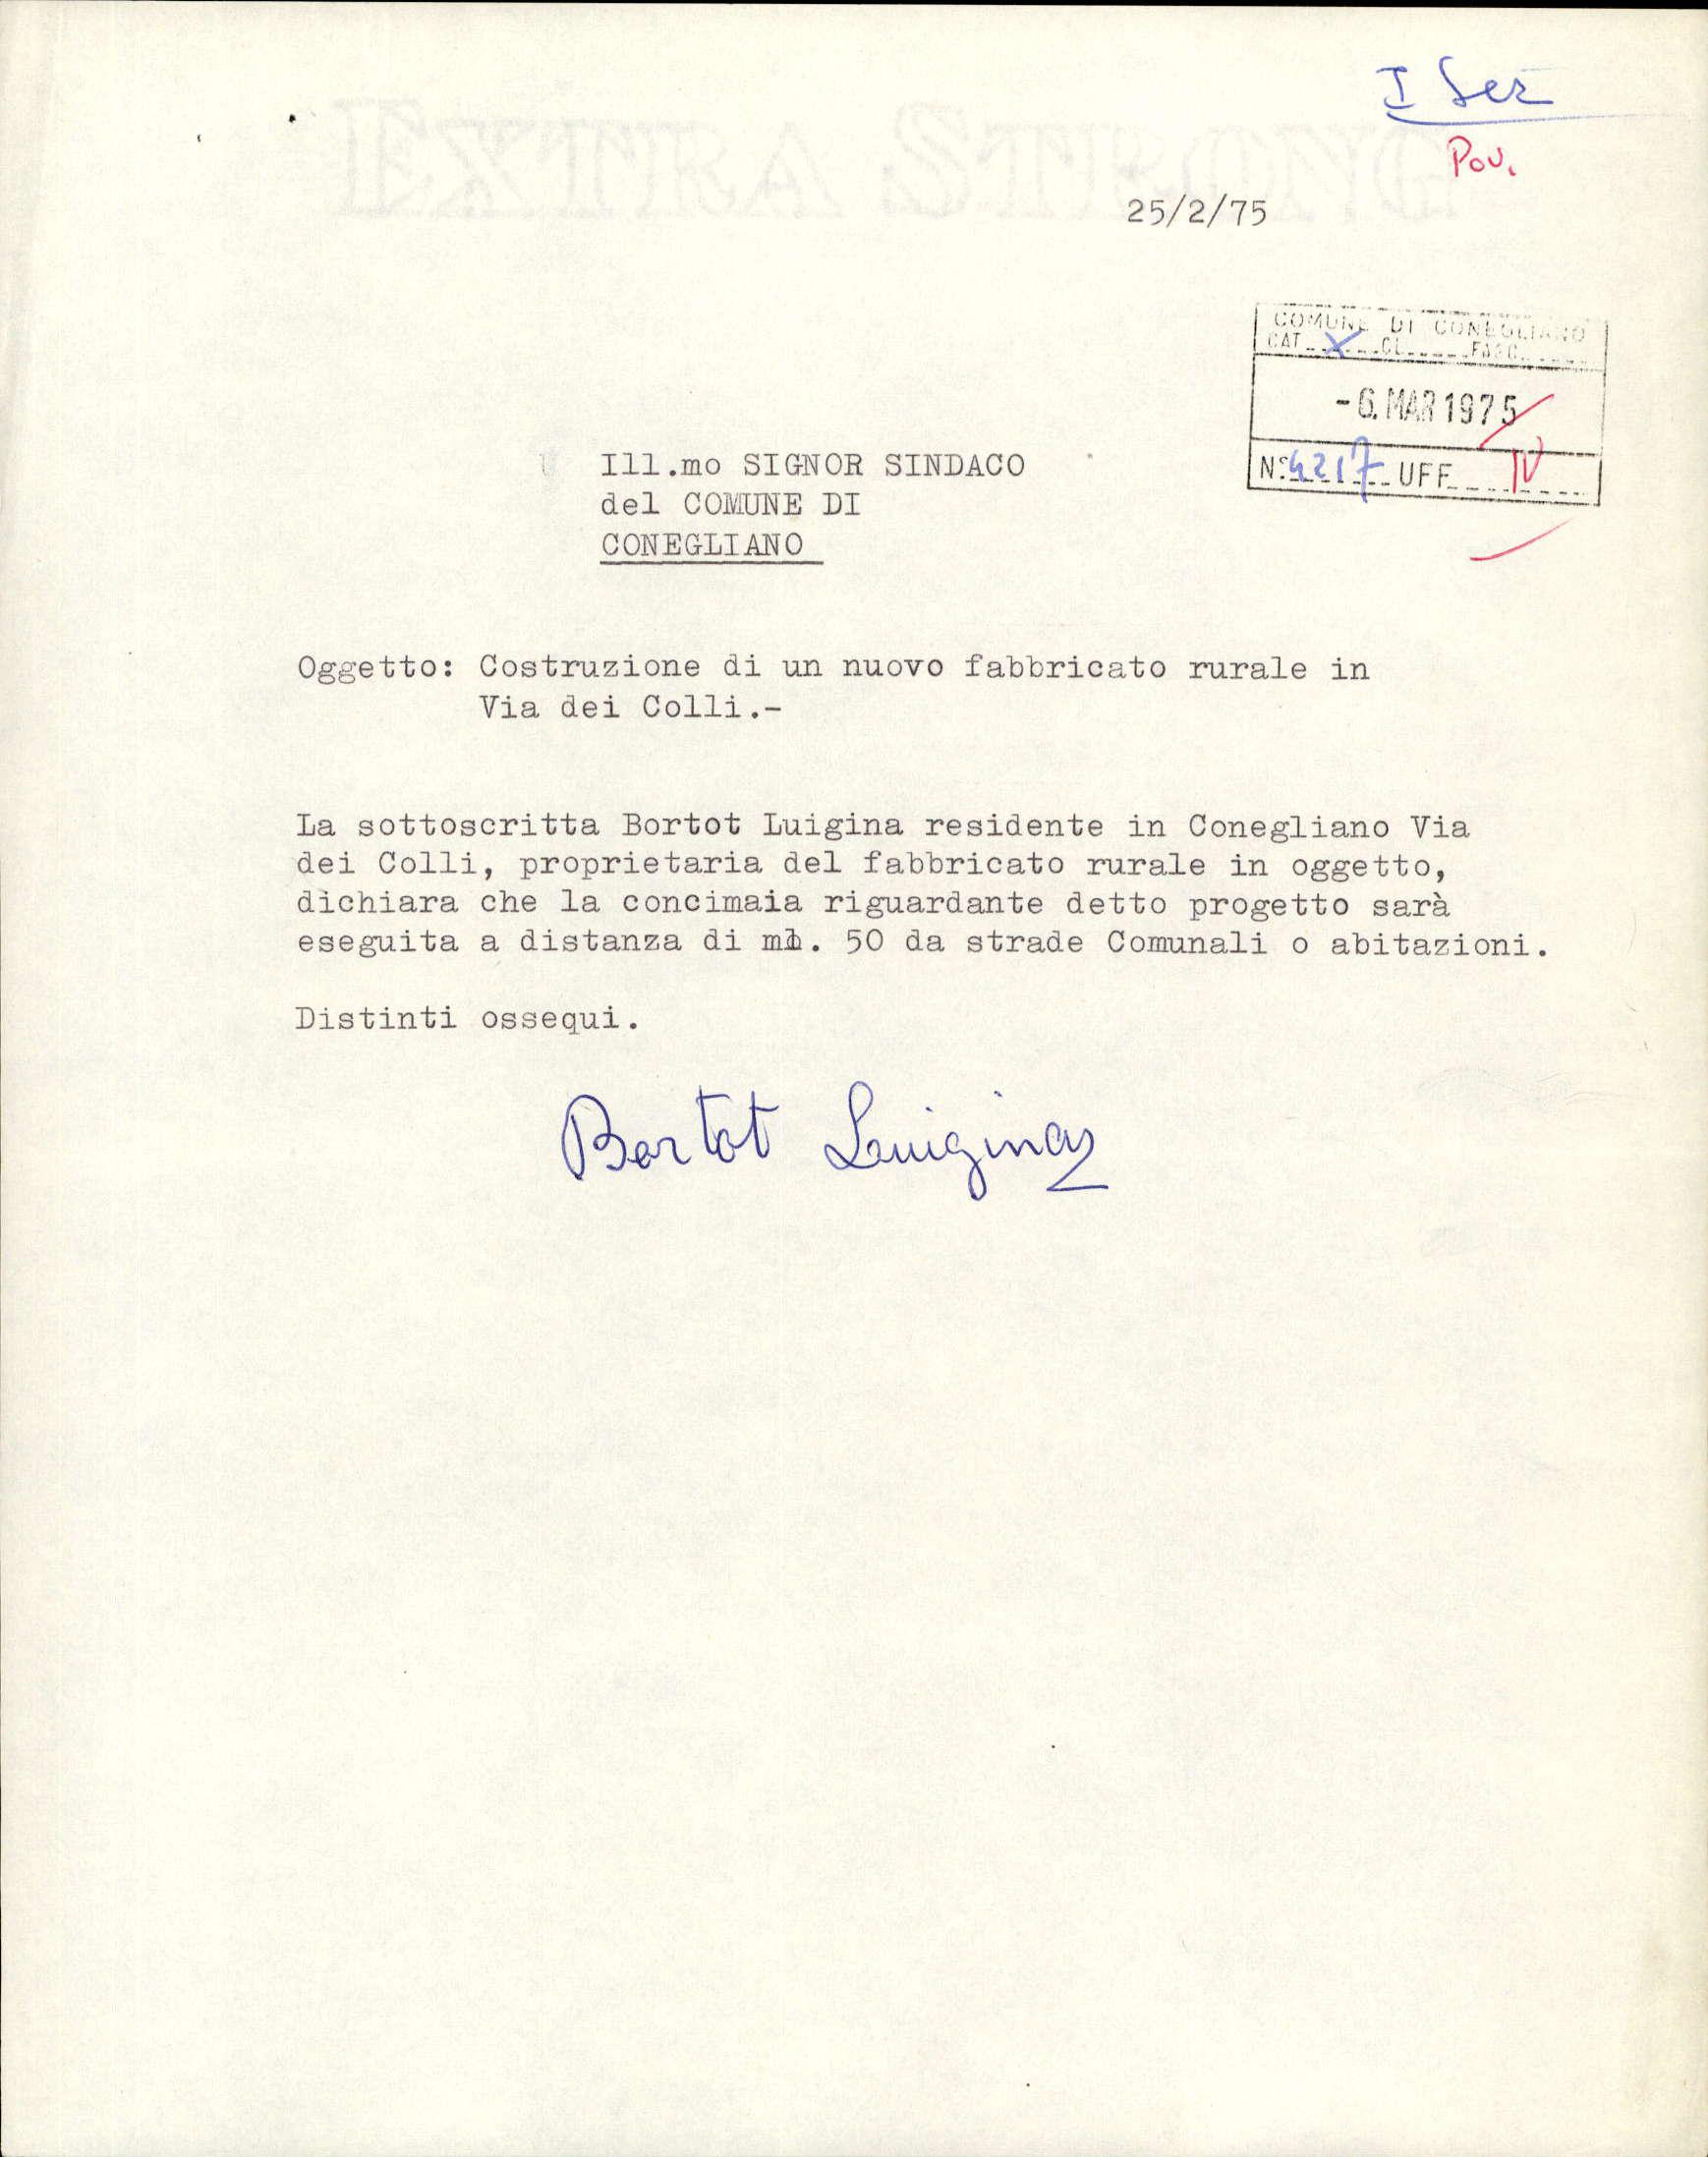 I Sez
Pov.
EXTRA STRONG
25/2/75
COMUNE DI CONEGLIANO
CAT. X CL. FASC.
-6. MAR 1975
N° 4217 UFF. IV
Ill.mo SIGNOR SINDACO
del COMUNE DI
CONEGLIANO
Oggetto: Costruzione di un nuovo fabbricato rurale in
Via dei Colli.-
La sottoscritta Bortot Luigina residente in Conegliano Via
dei Colli, proprietaria del fabbricato rurale in oggetto,
dichiara che la concimaia riguardante detto progetto sarà
eseguita a distanza di ml. 50 da strade Comunali o abitazioni.
Distinti ossequi.
Bortot Luigina